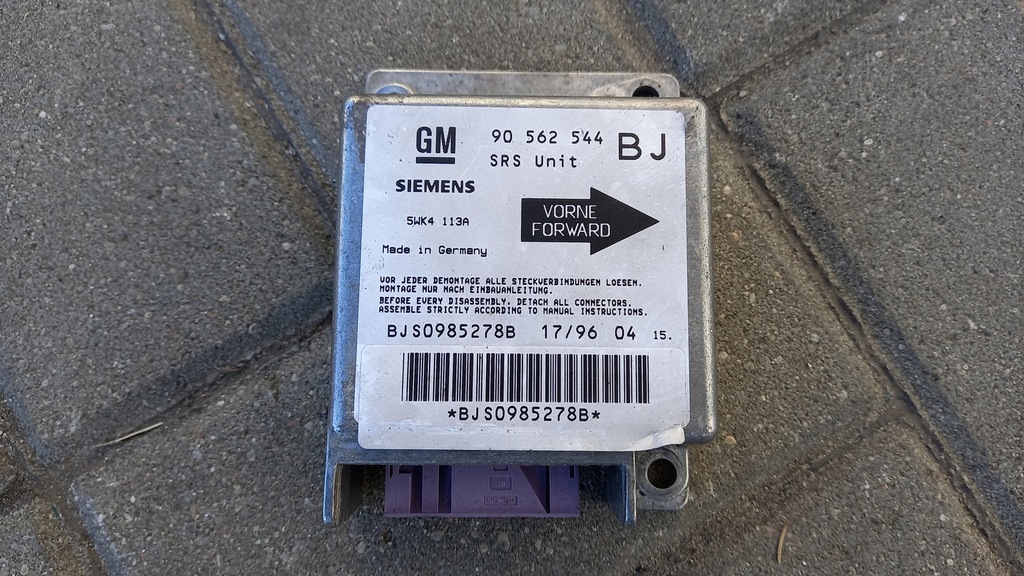 GM 90 562 544 BJ
SRS Unit
SIEMENS
VORNE
FORWARD
5WK4 113A
Made in Germany
VOR JEDER DEMONTAGE ALLE STECKVERBINDUNGEN LOESEN.
MONTAGE NUR NACH EINBAUANLEITUNG.
BEFORE EVERY DISASSEMBLY, DETACH ALL CONNECTORS.
ASSEMBLE STRICTLY ACCORDING TO MANUAL INSTRUCTIONS.
BJS0985278B 17/96 04 15.
*BJS0985278B*